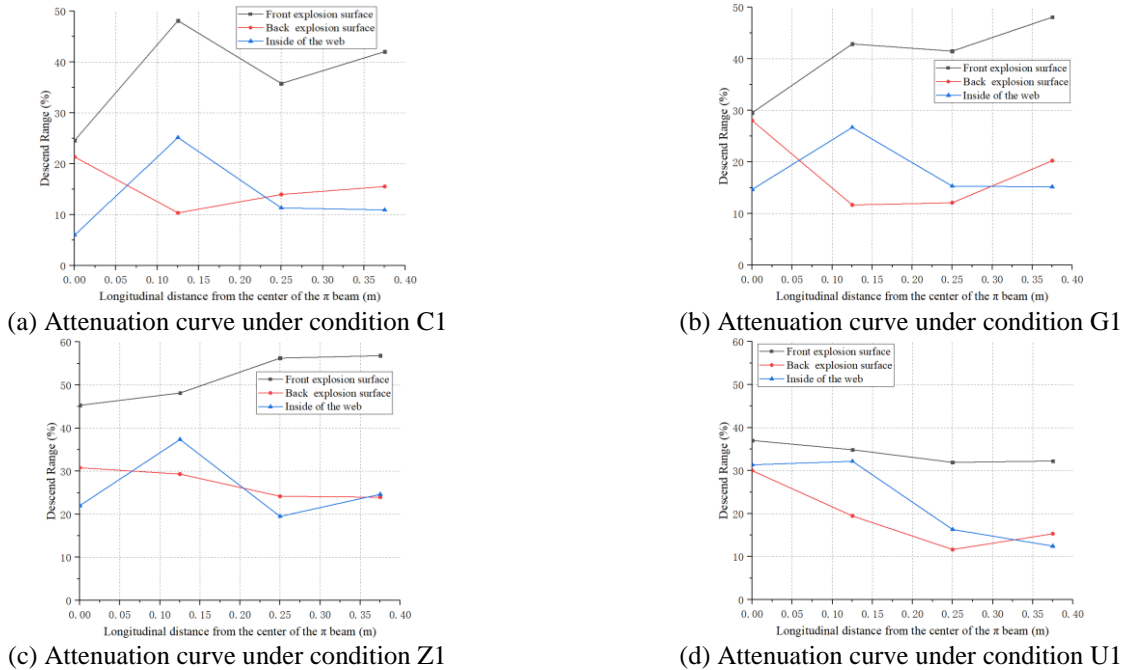 50
40
30
20
10
0
Descend Range (%)
Front explosion surface
Back explosion surface
Inside of the web
0.00 0.05 0.10 0.15 0.20 0.25 0.30 0.35 0.40
Longitudinal distance from the center of the π beam (m)
(a) Attenuation curve under condition C1
50
40
30
20
10
0
Descend Range (%)
Front explosion surface
Back explosion surface
Inside of the web
0.00 0.05 0.10 0.15 0.20 0.25 0.30 0.35 0.40
Longitudinal distance from the center of the π beam (m)
(b) Attenuation curve under condition G1
60
50
40
30
20
10
0
Descend Range (%)
Front explosion surface
Back explosion surface
Inside of the web
0.00 0.05 0.10 0.15 0.20 0.25 0.30 0.35 0.40
Longitudinal distance from the center of the π beam (m)
(c) Attenuation curve under condition Z1
60
50
40
30
20
10
0
Descend Range (%)
Front explosion surface
Back explosion surface
Inside of the web
0.00 0.05 0.10 0.15 0.20 0.25 0.30 0.35 0.40
Longitudinal distance from the center of the π beam (m)
(d) Attenuation curve under condition U1